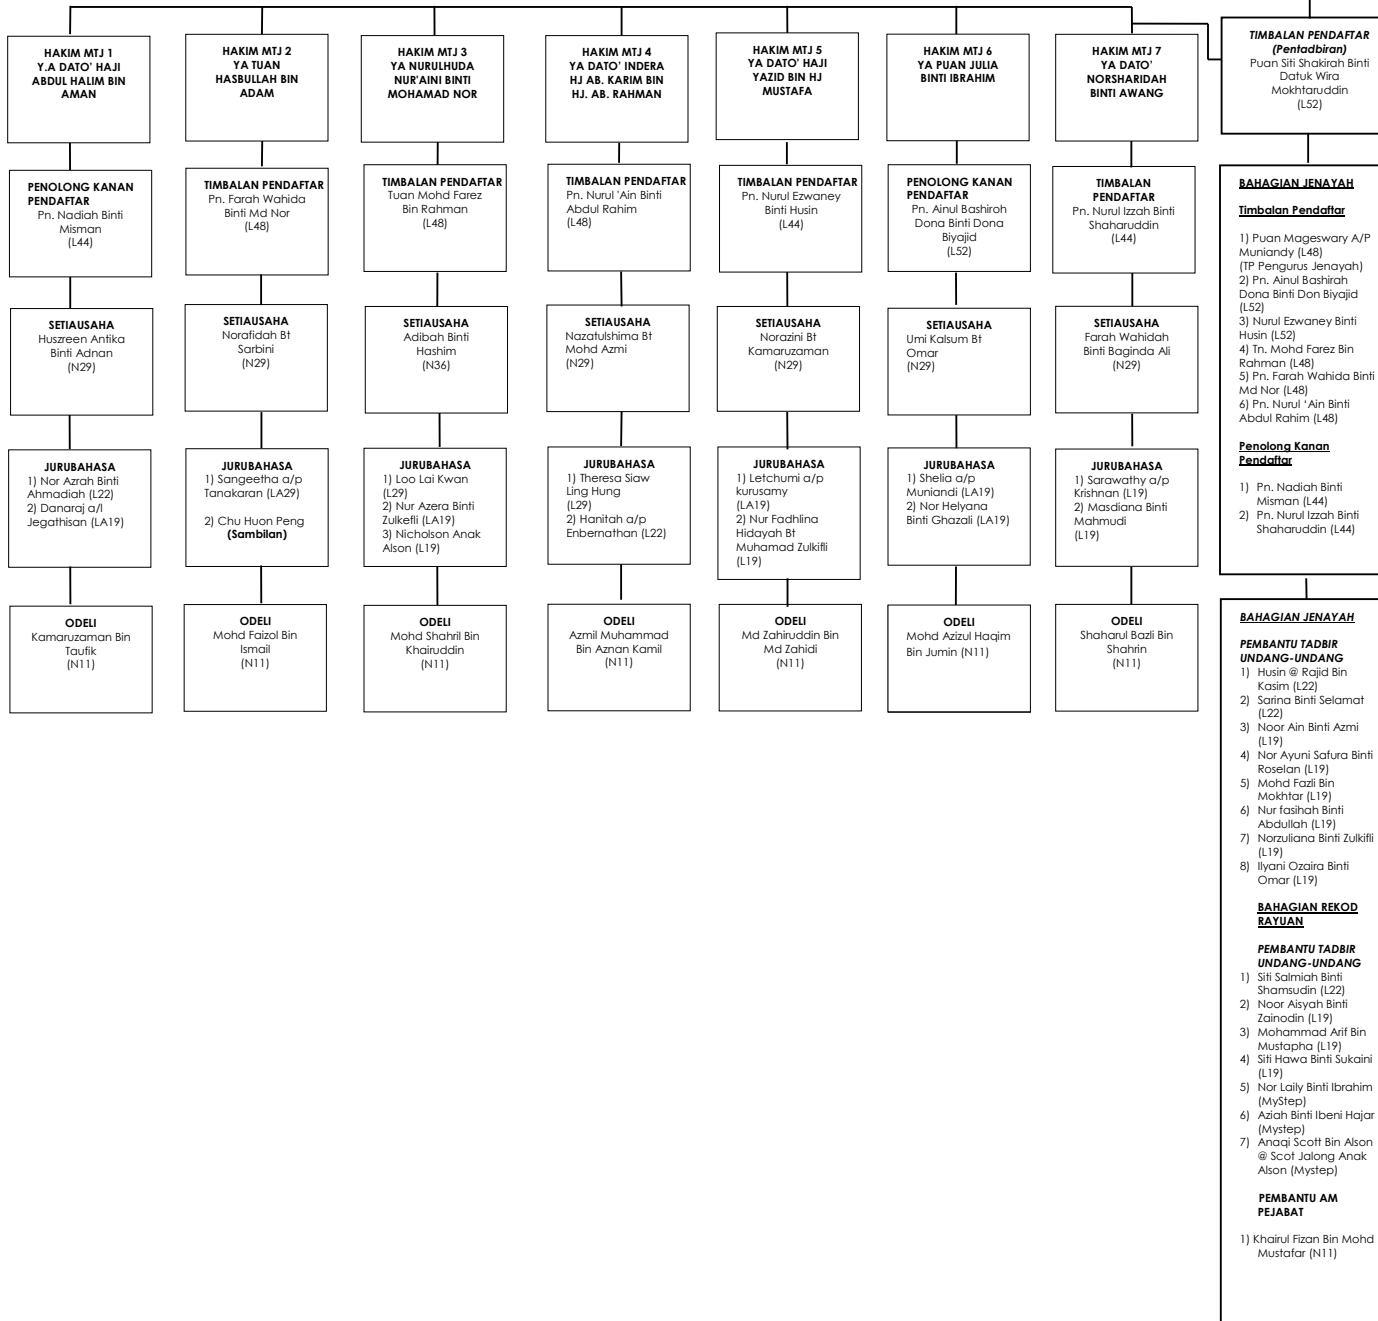 HAKIM MTJ 1
Y.A DATO' HAJI
ABDUL HALIM BIN
AMAN
HAKIM MTJ 2
YA TUAN
HASBULLAH BIN
ADAM
HAKIM MTJ 3
YA NURULHUDA
NUR'AINI BINTI
MOHAMAD NOR
HAKIM MTJ 4
YA DATO' INDERA
HJ AB. KARIM BIN
HJ. AB. RAHMAN
HAKIM MTJ 5
YA DATO' HAJI
YAZID BIN HJ
MUSTAFA
HAKIM MTJ 6
YA PUAN JULIA
BINTI IBRAHIM
HAKIM MTJ 7
YA DATO'
NORSHARIDAH
BINTI AWANG
TIMBALAN PENDAFTAR
(Pentadbiran)
Puan Siti Shakirah Binti
Datuk Wira
Mokhtaruddin
(L52)
PENOLONG KANAN
PENDAFTAR
Pn. Nadiah Binti
Misman
(L44)
TIMBALAN PENDAFTAR
Pn. Farah Wahida
Binti Md Nor
(L48)
TIMBALAN PENDAFTAR
Tuan Mohd Farez
Bin Rahman
(L48)
TIMBALAN PENDAFTAR
Pn. Nurul 'Ain Binti
Abdul Rahim
(L48)
TIMBALAN PENDAFTAR
Pn. Nurul Ezwaney
Binti Husin
(L44)
PENOLONG KANAN
PENDAFTAR
Pn. Ainul Bashiroh
Dona Binti Dona
Biyajid
(L52)
TIMBALAN
PENDAFTAR
Pn. Nurul Izzah Binti
Shaharuddin
(L44)
SETIAUSAHA
Huszreen Antika
Binti Adnan
(N29)
SETIAUSAHA
Norafidah Bt
Sarbini
(N29)
SETIAUSAHA
Adibah Binti
Hashim
(N36)
SETIAUSAHA
Nazatulshima Bt
Mohd Azmi
(N29)
SETIAUSAHA
Norazini Bt
Kamaruzaman
(N29)
SETIAUSAHA
Umi Kalsum Bt
Omar
(N29)
SETIAUSAHA
Farah Wahidah
Binti Baginda Ali
(N29)
JURUBAHASA
1) Nor Azrah Binti
Ahmadiah (L22)
2) Danaraj a/l
Jegathisan (LA19)
JURUBAHASA
1) Sangeetha a/p
Tanakaran (LA29)
2) Chu Huon Peng
(Sambilan)
JURUBAHASA
1) Loo Lai Kwan
(L29)
2) Nur Azera Binti
Zulkefli (LA19)
3) Nicholson Anak
Alson (L19)
JURUBAHASA
1) Theresa Siaw
Ling Hung
(L29)
2) Hanitah a/p
Enbernathan (L22)
JURUBAHASA
1) Letchumi a/p
kurusamy
(LA19)
2) Nur Fadhlina
Hidayah Bt
Muhamad Zulkifli
(L19)
JURUBAHASA
1) Shelia a/p
Muniandi (LA19)
2) Nor Helyana
Binti Ghazali (LA19)
JURUBAHASA
1) Sarawathy a/p
Krishnan (L19)
2) Masdiana Binti
Mahmudi
(L19)
ODELI
Kamaruzaman Bin
Taufik
(N11)
ODELI
Mohd Faizol Bin
Ismail
(N11)
ODELI
Mohd Shahril Bin
Khairuddin
(N11)
ODELI
Azmil Muhammad
Bin Aznan Kamil
(N11)
ODELI
Md Zahiruddin Bin
Md Zahidi
(N11)
ODELI
Mohd Azizul Haqim
Bin Jumin (N11)
ODELI
Shaharul Bazli Bin
Shahrin
(N11)
BAHAGIAN JENAYAH
Timbalan Pendaftar
1) Puan Mageswary A/P
Muniandy (L48)
(TP Pengurus Jenayah)
2) Pn. Ainul Bashirah
Dona Binti Don Biyajid
(L52)
3) Nurul Ezwaney Binti
Husin (L52)
4) Tn. Mohd Farez Bin
Rahman (L48)
5) Pn. Farah Wahida Binti
Md Nor (L48)
6) Pn. Nurul ‘Ain Binti
Abdul Rahim (L48)
Penolong Kanan
Pendaftar
1) Pn. Nadiah Binti
Misman (L44)
2) Pn. Nurul Izzah Binti
Shaharuddin (L44)
BAHAGIAN JENAYAH
PEMBANTU TADBIR
UNDANG-UNDANG
1) Husin @ Rajid Bin
Kasim (L22)
2) Sarina Binti Selamat
(L22)
3) Noor Ain Binti Azmi
(L19)
4) Nor Ayuni Safura Binti
Roselan (L19)
5) Mohd Fazli Bin
Mokhtar (L19)
6) Nur fasihah Binti
Abdullah (L19)
7) Norzuliana Binti Zulkifli
(L19)
8) Ilyani Ozaira Binti
Omar (L19)
BAHAGIAN REKOD
RAYUAN
PEMBANTU TADBIR
UNDANG-UNDANG
1) Siti Salmiah Binti
Shamsudin (L22)
2) Noor Aisyah Binti
Zainodin (L19)
3) Mohammad Arif Bin
Mustapha (L19)
4) Siti Hawa Binti Sukaini
(L19)
5) Nor Laily Binti Ibrahim
(MyStep)
6) Aziah Binti Ibeni Hajar
(Mystep)
7) Anaqi Scott Bin Alson
@ Scot Jalong Anak
Alson (Mystep)
PEMBANTU AM
PEJABAT
1) Khairul Fizan Bin Mohd
Mustafar (N11)